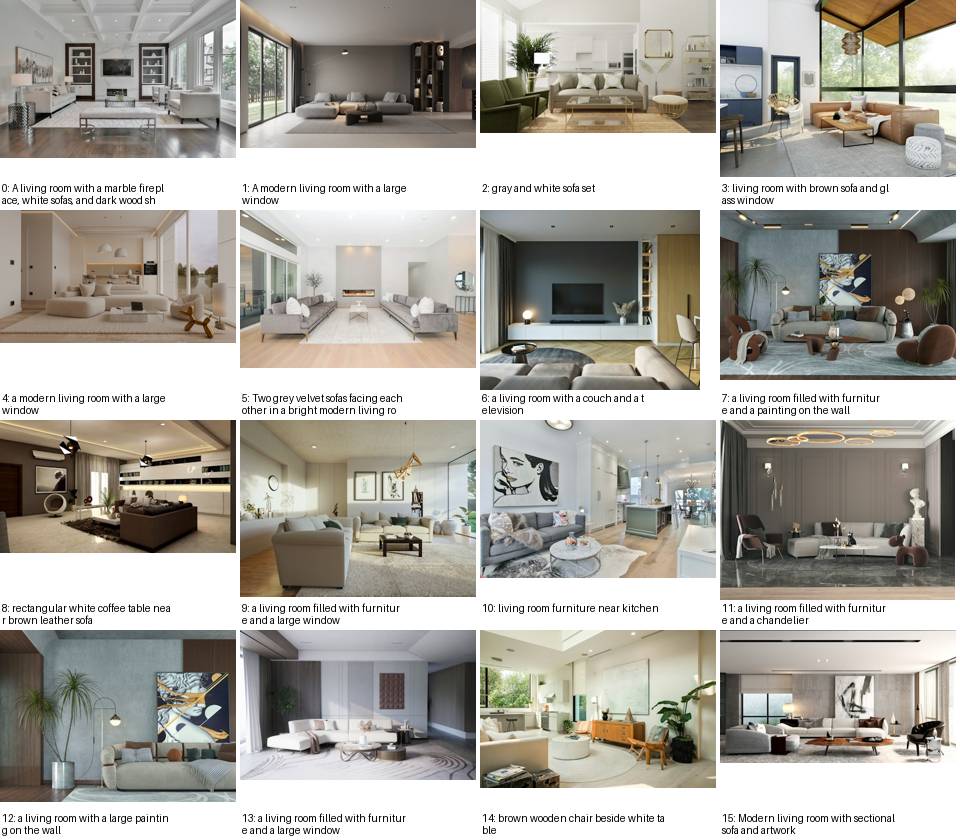 0: A living room with a marble firepl
ace, white sofas, and dark wood sh
1: A modern living room with a large
window
2: gray and white sofa set
3: living room with brown sofa and gl
ass window
4: a modern living room with a large
window
5: Two grey velvet sofas facing each
other in a bright modern living ro
6: a living room with a couch and a t
elevision
7: a living room filled with furnitur
e and a painting on the wall
8: rectangular white coffee table nea
r brown leather sofa
9: a living room filled with furnitur
e and a large window
10: living room furniture near kitchen
11: a living room filled with furnitur
e and a chandelier
12: a living room with a large paintin
g on the wall
13: a living room filled with furnitur
e and a large window
14: brown wooden chair beside white ta
ble
15: Modern living room with sectional
sofa and artwork